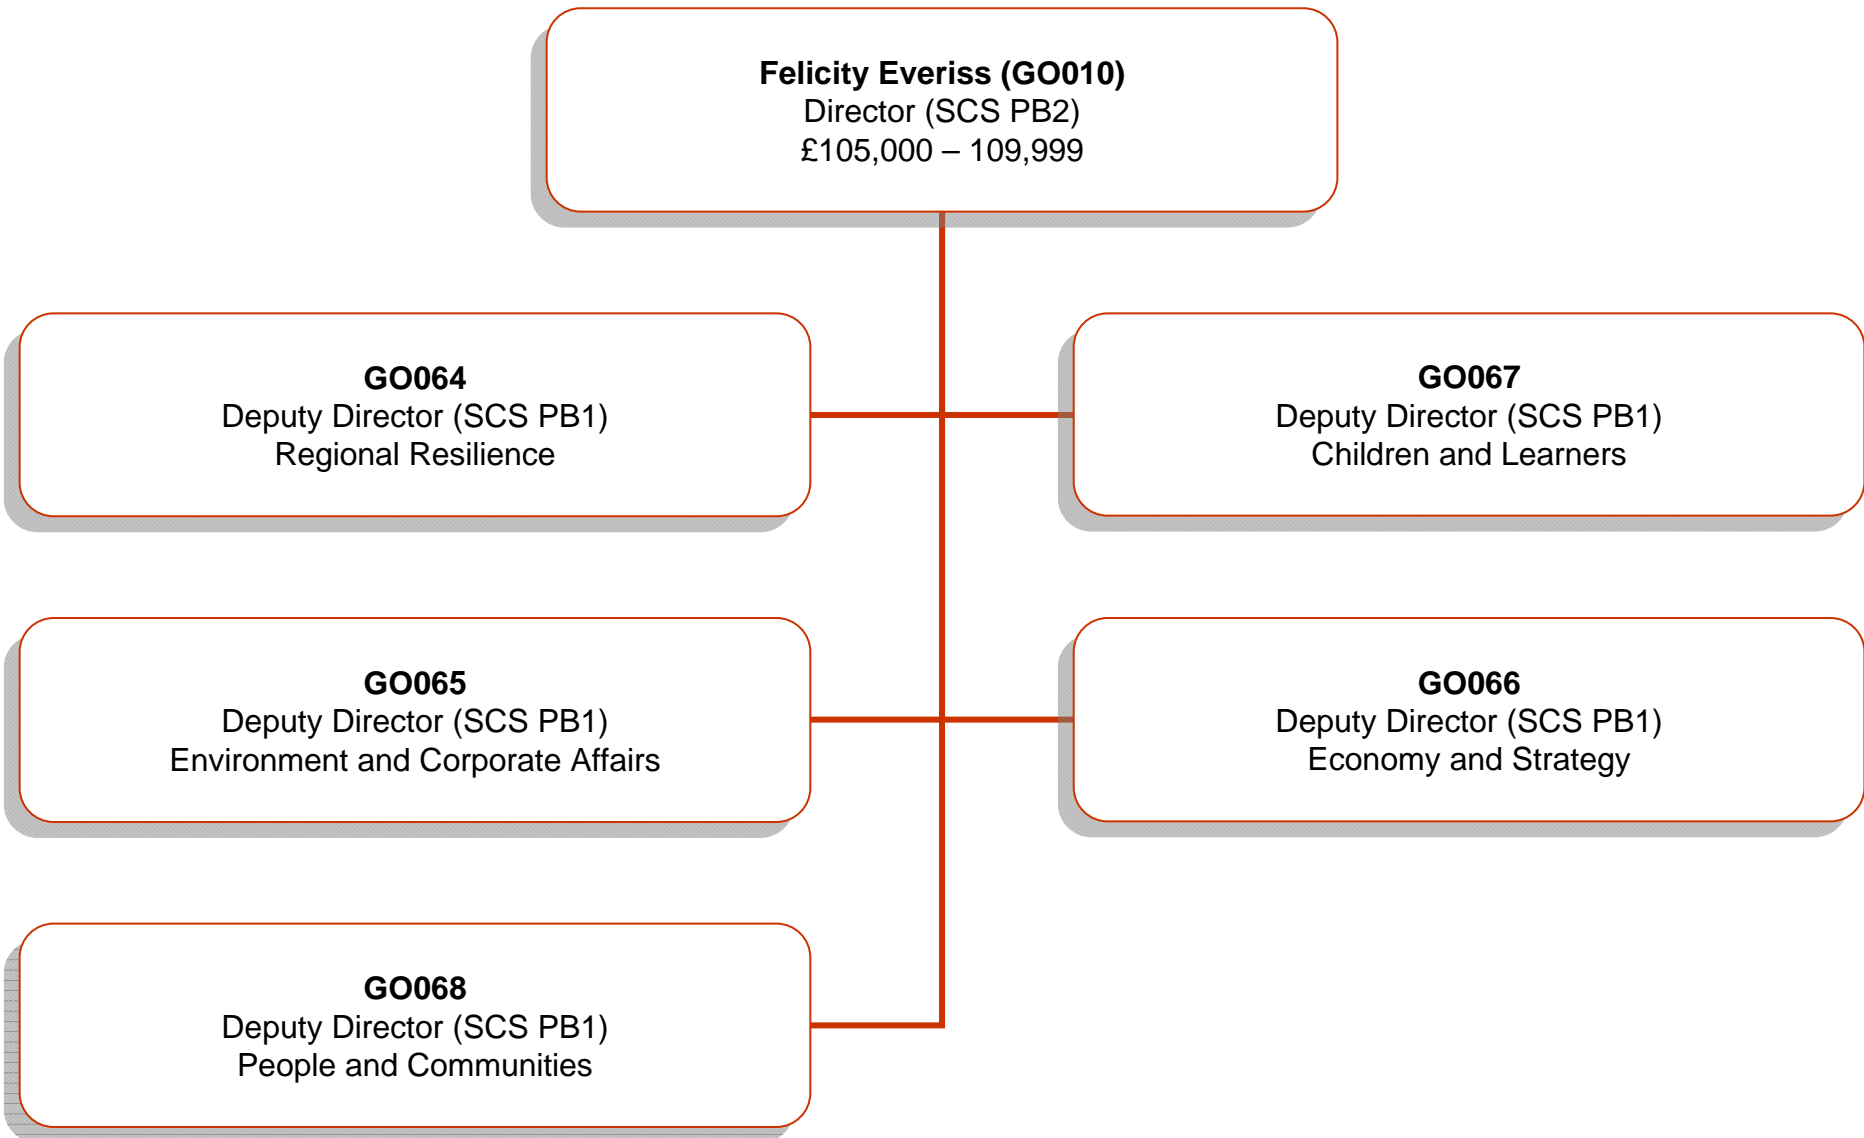 Felicity Everiss (GO010)
Director (SCS PB2)
£105,000 – 109,999
GO064
Deputy Director (SCS PB1)
Regional Resilience
GO067
Deputy Director (SCS PB1)
Children and Learners
GO065
Deputy Director (SCS PB1)
Environment and Corporate Affairs
GO066
Deputy Director (SCS PB1)
Economy and Strategy
GO068
Deputy Director (SCS PB1)
People and Communities